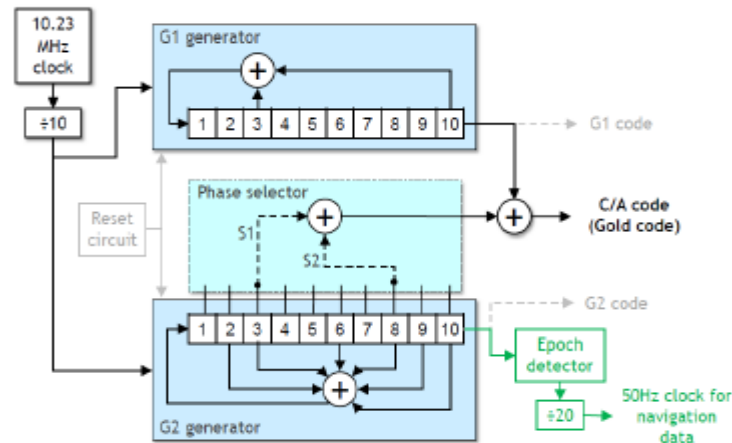 10.23
MHz
clock
÷10
G1 generator
+
1 2 3 4 5 6 7 8 9 10
G1 code
Reset
circuit
Phase selector
S1
+
S2
+
C/A code
(Gold code)
G2 code
1 2 3 4 5 6 7 8 9 10
+
G2 generator
Epoch
detector
÷20
50Hz clock for
navigation
data